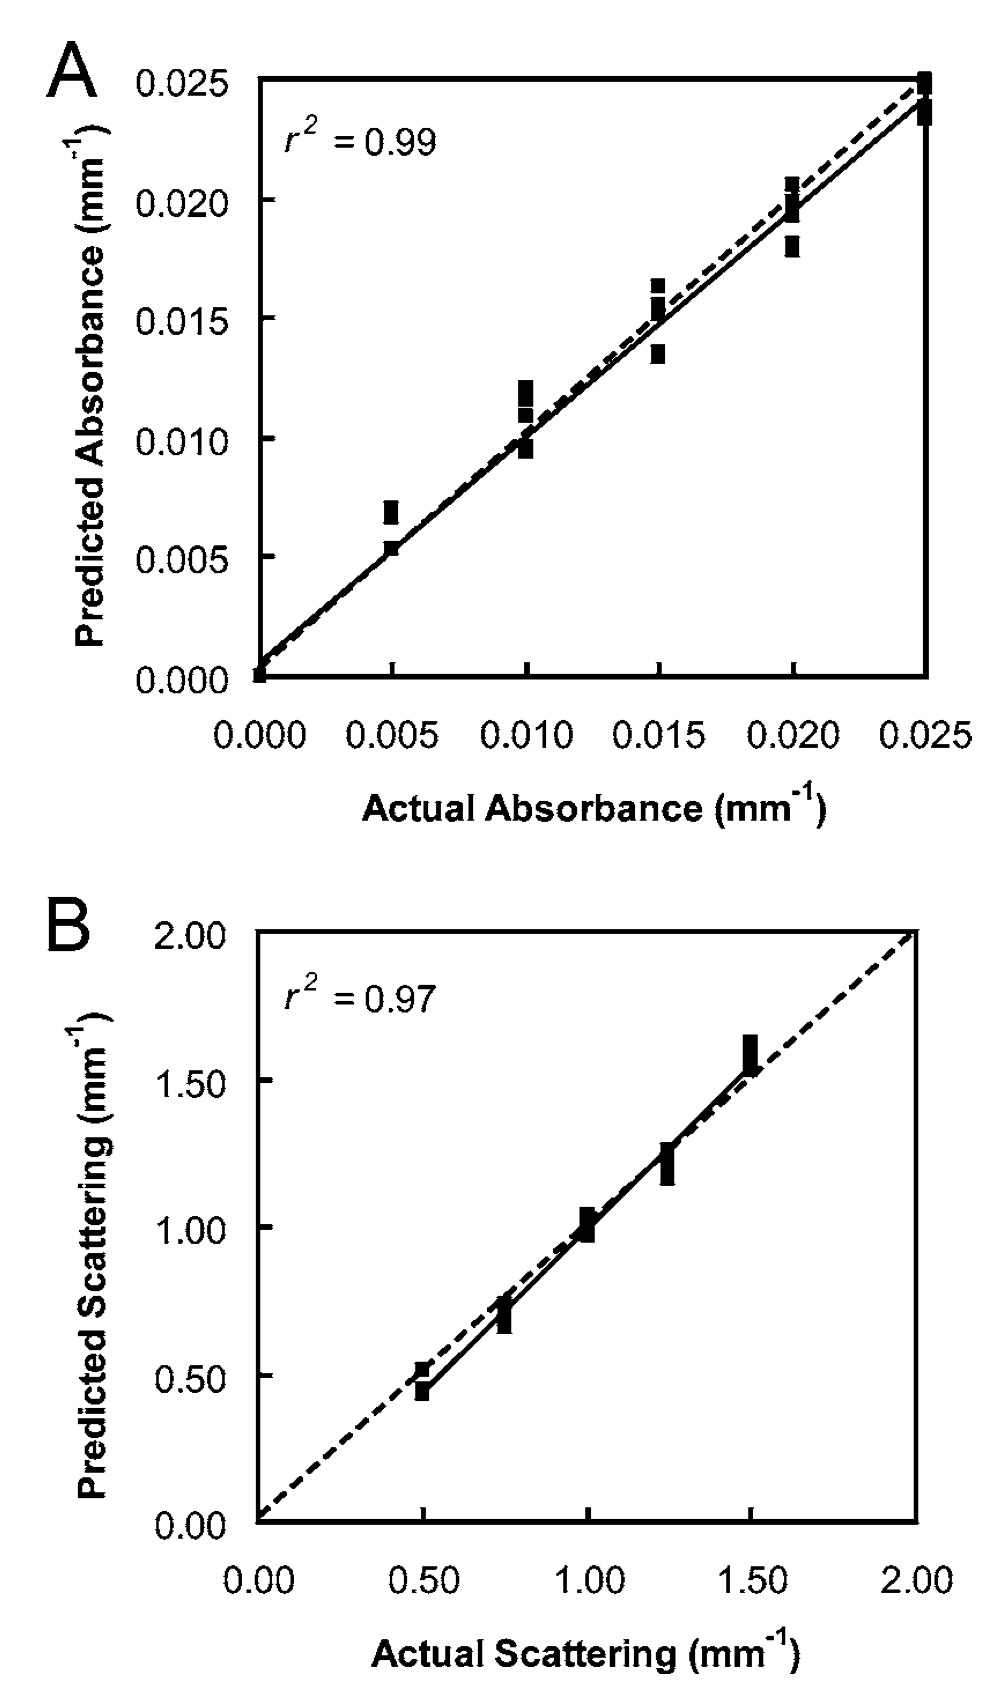 A
0.025
r² = 0.99
0.020
0.015
0.010
0.005
0.000
Predicted Absorbance (mm⁻¹)
0.000 0.005 0.010 0.015 0.020 0.025
Actual Absorbance (mm⁻¹)
B
2.00
r² = 0.97
1.50
1.00
0.50
0.00
Predicted Scattering (mm⁻¹)
0.00 0.50 1.00 1.50 2.00
Actual Scattering (mm⁻¹)